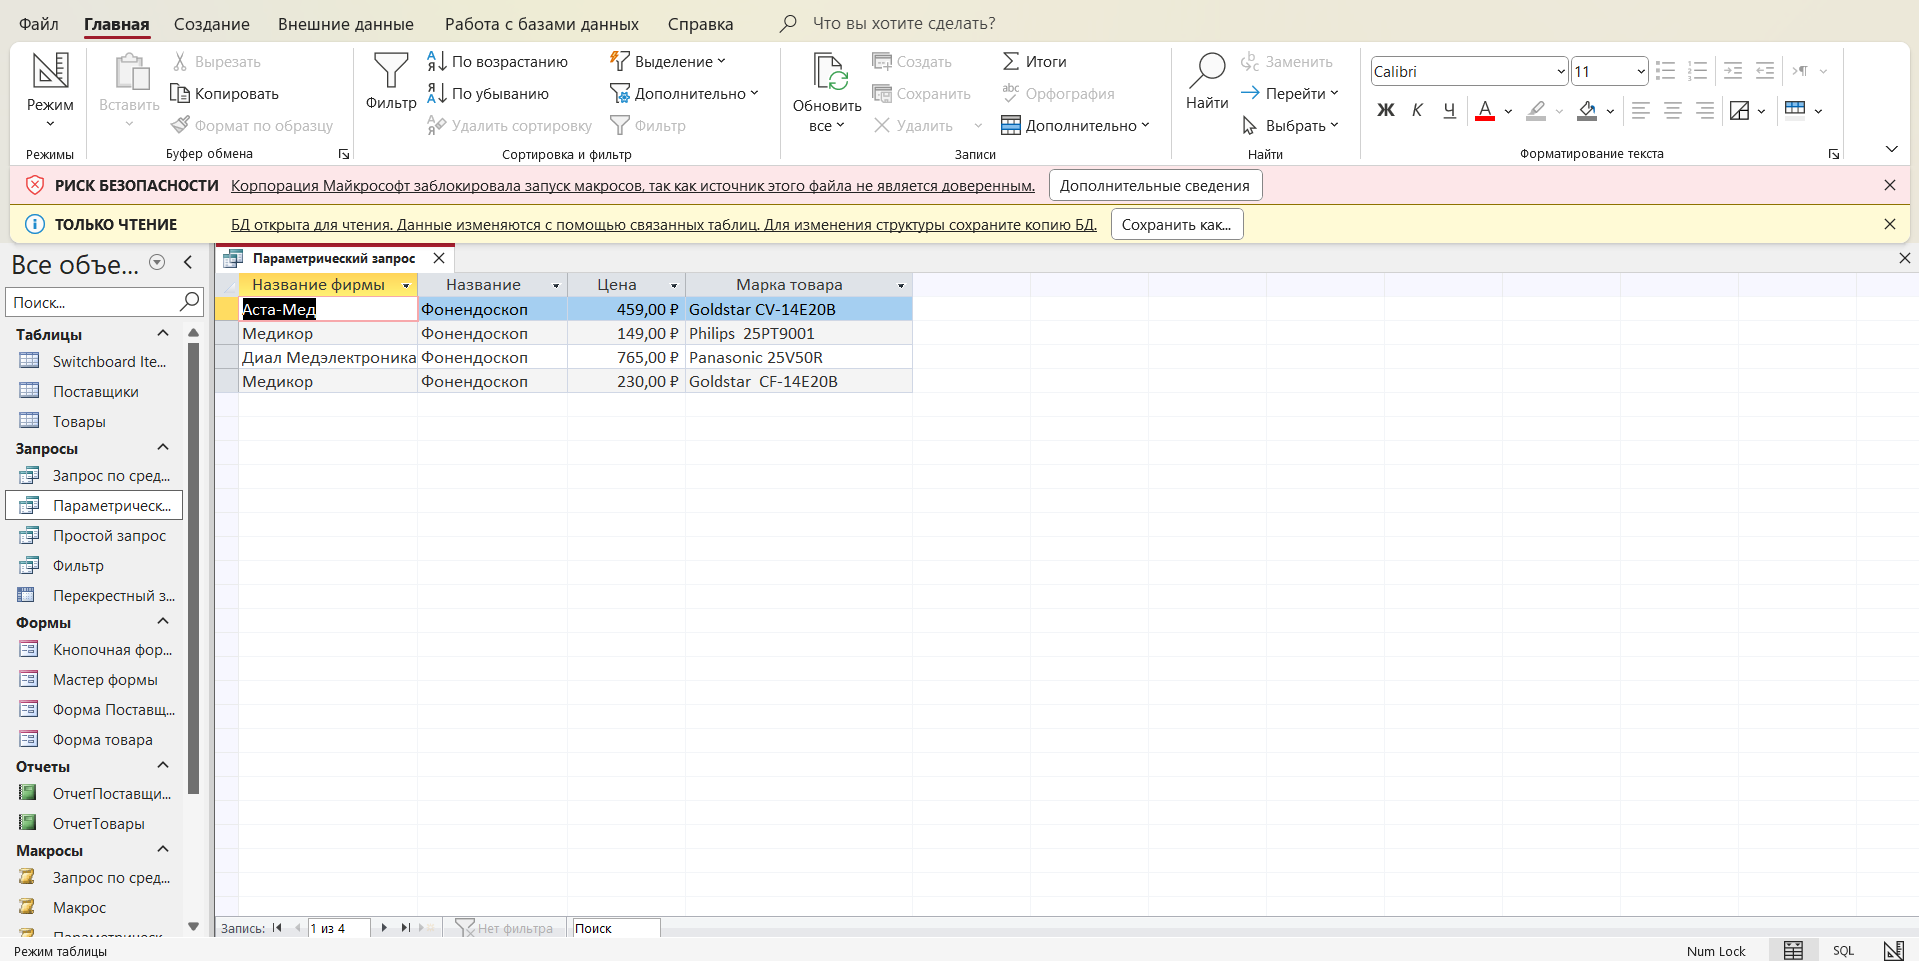 Файл Главная Создание Внешние данные Работа с базами данных Справка Что вы хотите сделать?
Режим
Режимы
Вставить
Вырезать
Копировать
Формат по образцу
Буфер обмена
Фильтр
По возрастанию
По убыванию
Удалить сортировку
Выделение
Дополнительно
Фильтр
Сортировка и фильтр
Обновить
все
Создать
Сохранить
Удалить
Итоги
Орфография
Дополнительно
Записи
Найти
Заменить
Перейти
Выбрать
Найти
Calibri 11
Ж К Ч А
Форматирование текста
РИСК БЕЗОПАСНОСТИ Корпорация Майкрософт заблокировала запуск макросов, так как источник этого файла не является доверенным. Дополнительные сведения
ТОЛЬКО ЧТЕНИЕ БД открыта для чтения. Данные изменяются с помощью связанных таблиц. Для изменения структуры сохраните копию БД. Сохранить как...
Все объе...
Поиск...
Таблицы
Switchboard Ite...
Поставщики
Товары
Запросы
Запрос по сред...
Параметрическ...
Простой запрос
Фильтр
Перекрестный з...
Формы
Кнопочная фор...
Мастер формы
Форма Поставщ...
Форма товара
Отчеты
ОтчетПоставщи...
ОтчетТовары
Макросы
Запрос по сред...
Макрос
Параметрический запрос
Название фирмы Название Цена Марка товара
Аста-Мед Фонендоскоп 459,00 ₽ Goldstar CV-14E20B
Медикор Фонендоскоп 149,00 ₽ Philips 25PT9001
Диал Медэлектроника Фонендоскоп 765,00 ₽ Panasonic 25V50R
Медикор Фонендоскоп 230,00 ₽ Goldstar CF-14E20B
Запись: 1 из 4 Нет фильтра Поиск
Режим таблицы Num Lock SQL